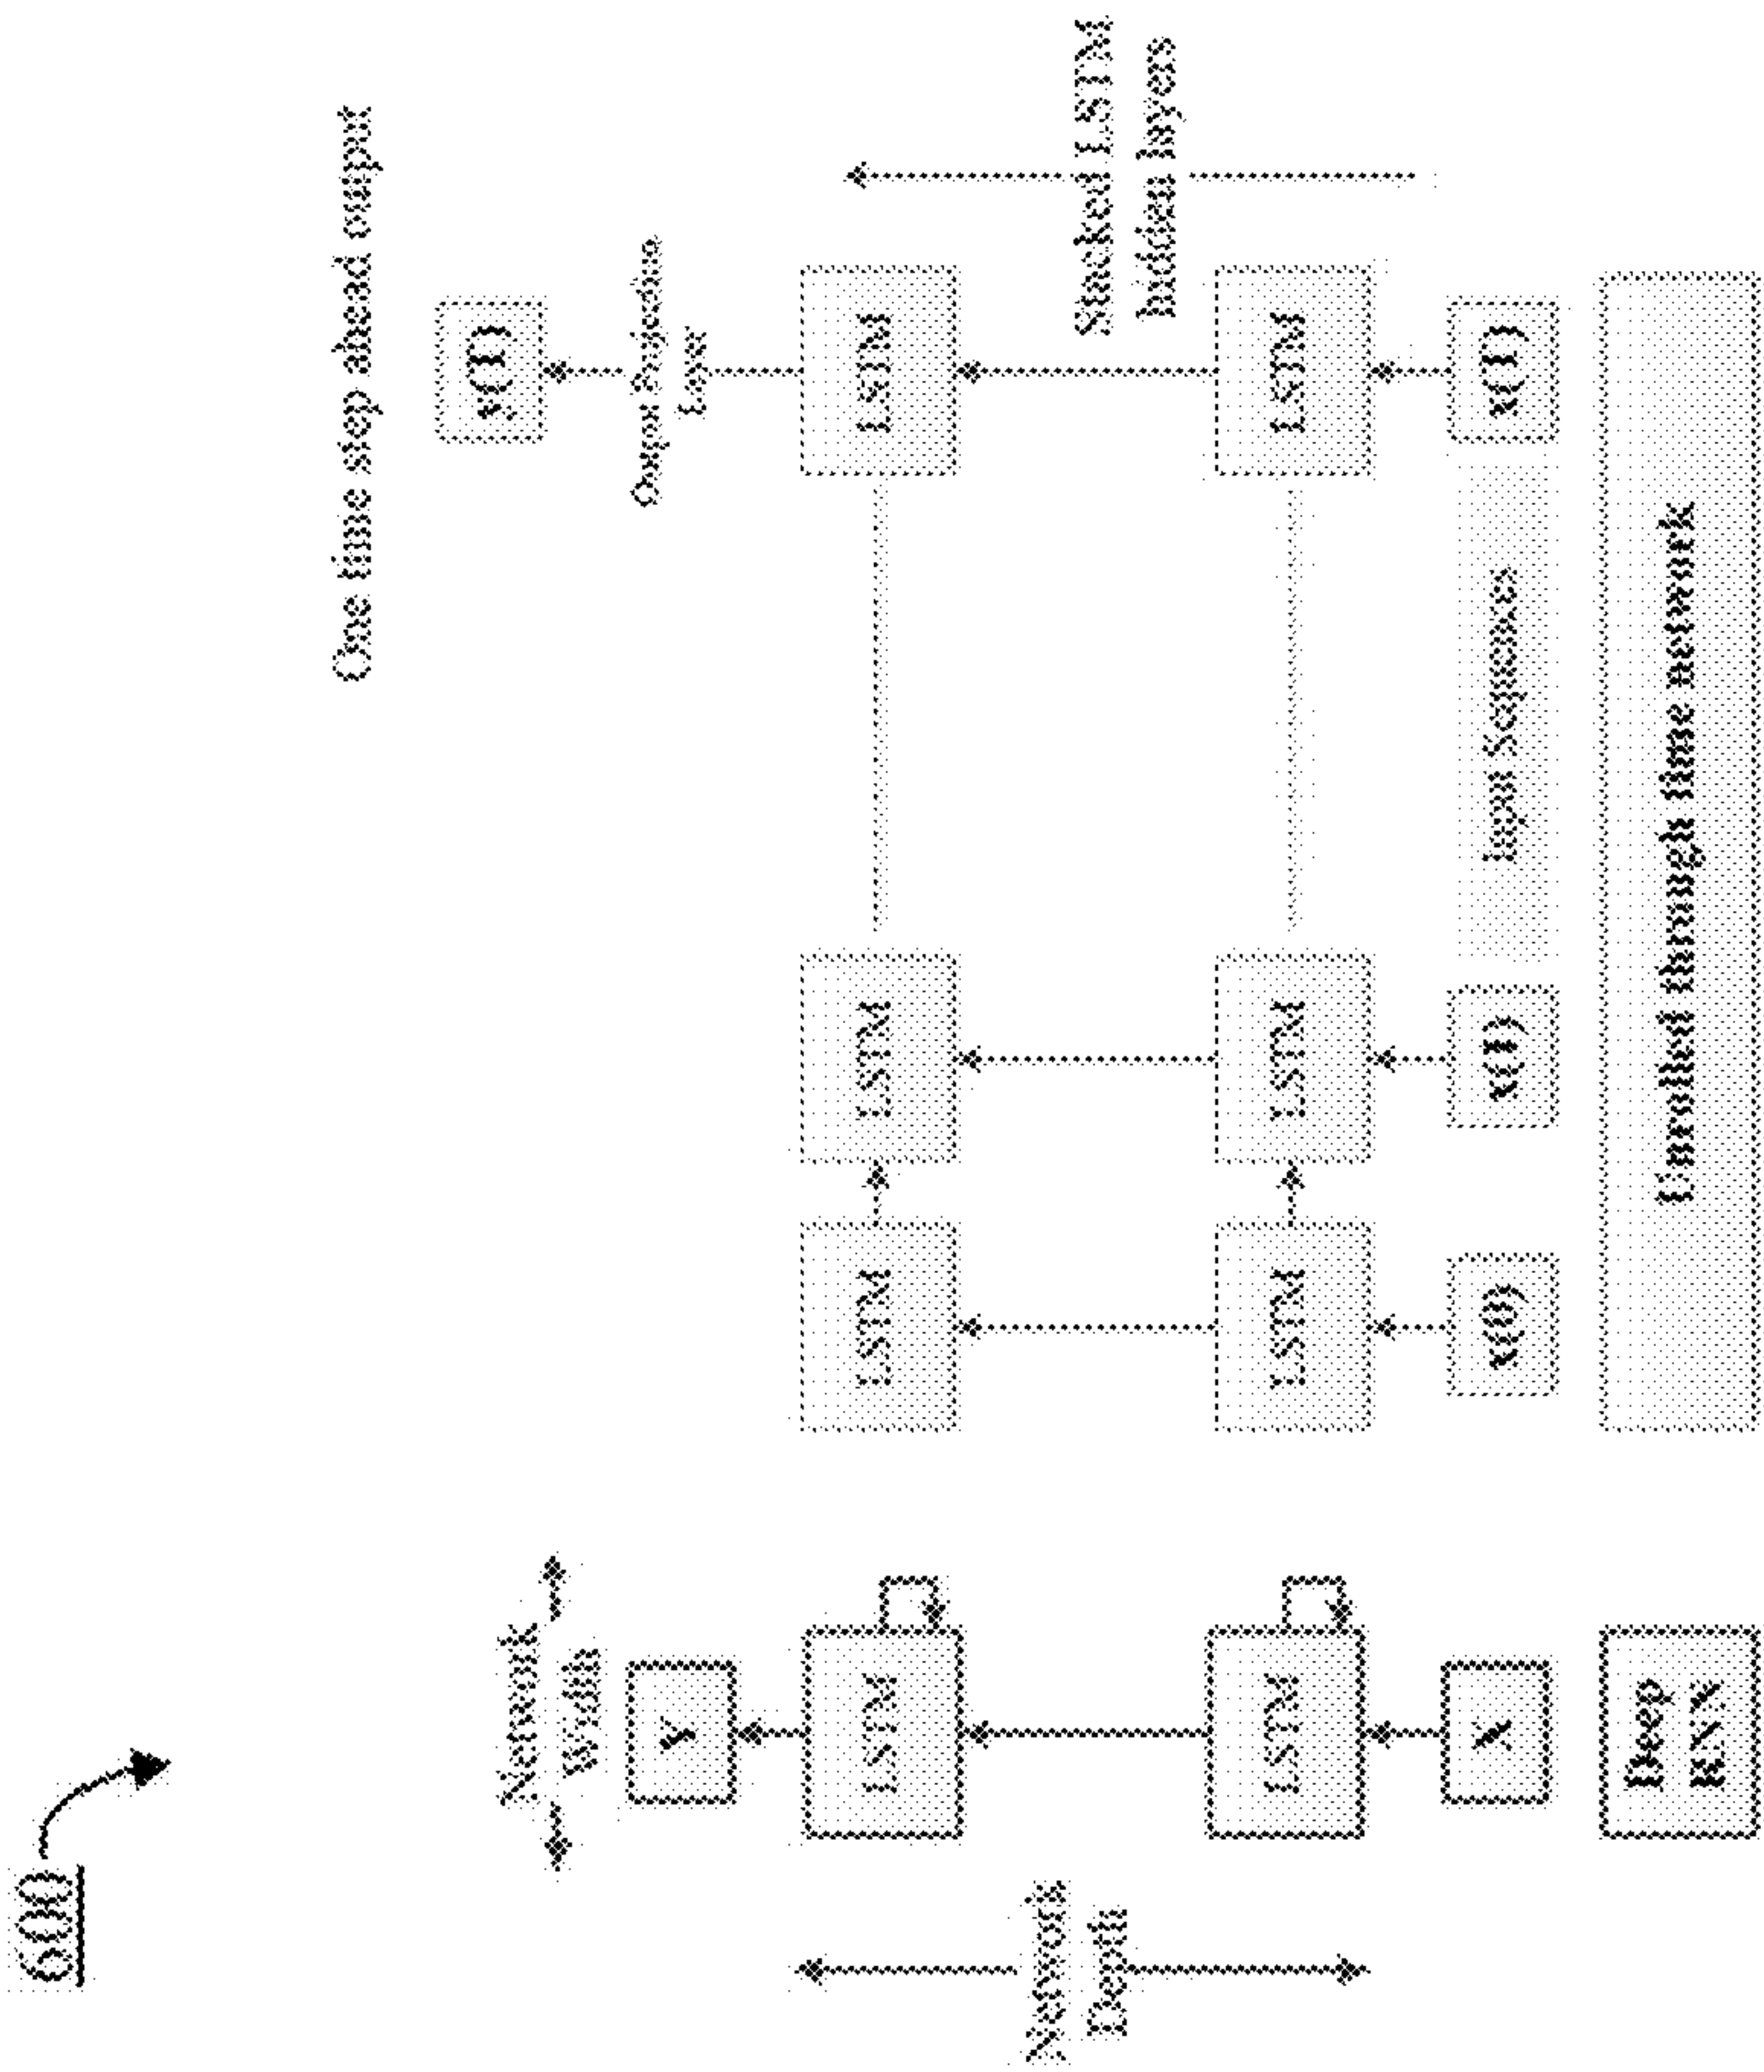 600
One time step ahead output
y(T)
Output Projection
Layer
Network
Width
Y
LSTM
LSTM
LSTM
LSTM
Stacked LSTM
hidden layers
Network
Depth
LSTM
LSTM
LSTM
LSTM
X
x(0)
x(1)
Input Sequences
x(T)
Deep
RNN
Unrolled through time network